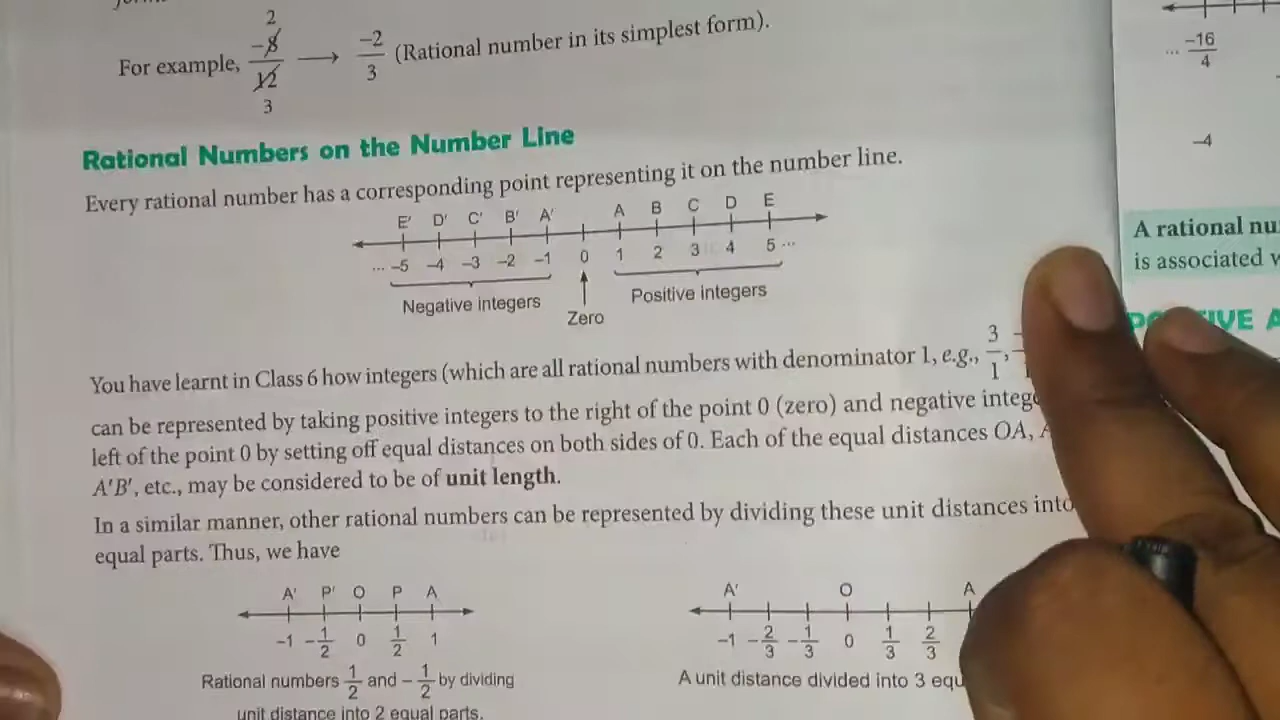 2
For example, -8/12 → -2/3 (Rational number in its simplest form).
3
Rational Numbers on the Number Line
Every rational number has a corresponding point representing it on the number line.
E' D' C' B' A' A B C D E
... -5 -4 -3 -2 -1 0 1 2 3 4 5 ...
Negative integers Positive integers
Zero
You have learnt in Class 6 how integers (which are all rational numbers with denominator 1, e.g., 3/1,
can be represented by taking positive integers to the right of the point 0 (zero) and negative
left of the point 0 by setting off equal distances on both sides of 0. Each of the equal distances OA,
A'B', etc., may be considered to be of unit length.
In a similar manner, other rational numbers can be represented by dividing these unit distances into
equal parts. Thus, we have
A' P' O P A
-1 -1/2 0 1/2 1
Rational numbers 1/2 and -1/2 by dividing
unit distance into 2 equal parts.
A' O A
-1 -2/3 -1/3 0 1/3 2/3
A unit distance divided into 3
... -16/4
-4
A rational
is associated